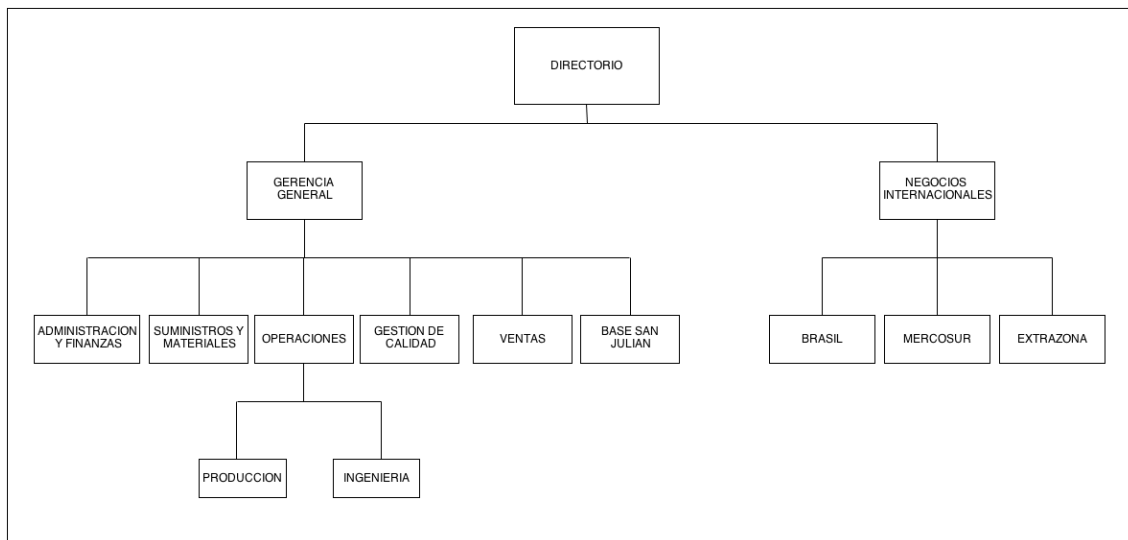 DIRECTORIO
GERENCIA
GENERAL
NEGOCIOS
INTERNACIONALES
ADMINISTRACION
Y FINANZAS
SUMINISTROS Y
MATERIALES
OPERACIONES
GESTION DE
CALIDAD
VENTAS
BASE SAN
JULIAN
BRASIL
MERCOSUR
EXTRAZONA
PRODUCCION
INGENIERIA